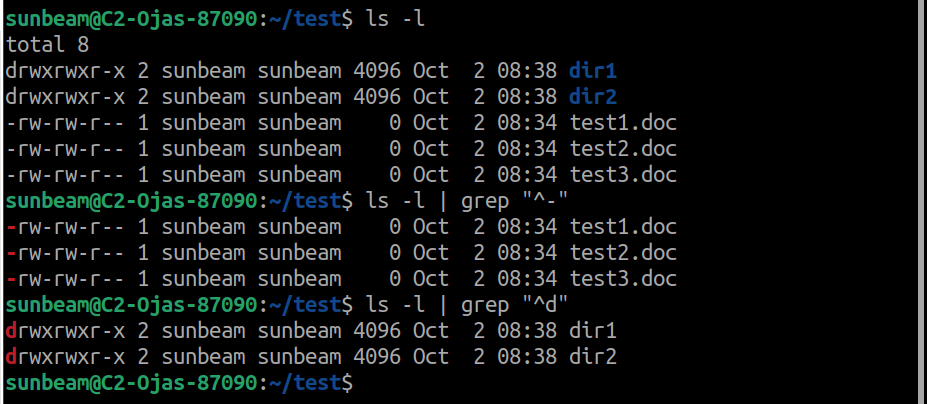 sunbeam@C2-Ojas-87090:~/test$ ls -l
total 8
drwxrwxr-x 2 sunbeam sunbeam 4096 Oct  2 08:38 dir1
drwxrwxr-x 2 sunbeam sunbeam 4096 Oct  2 08:38 dir2
-rw-rw-r-- 1 sunbeam sunbeam    0 Oct  2 08:34 test1.doc
-rw-rw-r-- 1 sunbeam sunbeam    0 Oct  2 08:34 test2.doc
-rw-rw-r-- 1 sunbeam sunbeam    0 Oct  2 08:34 test3.doc
sunbeam@C2-Ojas-87090:~/test$ ls -l | grep "^-"
-rw-rw-r-- 1 sunbeam sunbeam    0 Oct  2 08:34 test1.doc
-rw-rw-r-- 1 sunbeam sunbeam    0 Oct  2 08:34 test2.doc
-rw-rw-r-- 1 sunbeam sunbeam    0 Oct  2 08:34 test3.doc
sunbeam@C2-Ojas-87090:~/test$ ls -l | grep "^d"
drwxrwxr-x 2 sunbeam sunbeam 4096 Oct  2 08:38 dir1
drwxrwxr-x 2 sunbeam sunbeam 4096 Oct  2 08:38 dir2
sunbeam@C2-Ojas-87090:~/test$